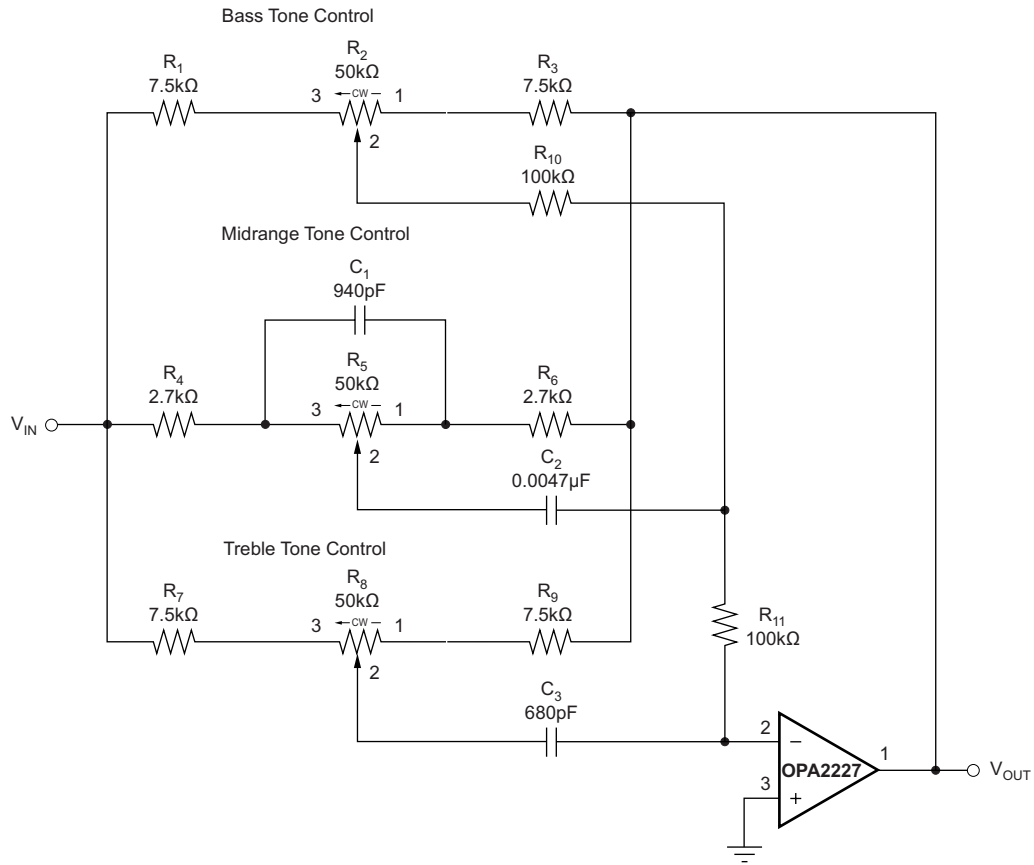 Bass Tone Control
R1
7.5kΩ
R2
50kΩ
R3
7.5kΩ
3
CW
1
2
R10
100kΩ
Midrange Tone Control
C1
940pF
R4
2.7kΩ
R5
50kΩ
R6
2.7kΩ
3
CW
1
2
VIN
C2
0.0047µF
Treble Tone Control
R7
7.5kΩ
R8
50kΩ
R9
7.5kΩ
3
CW
1
2
R11
100kΩ
C3
680pF
2
−
OPA2227
1
3
+
VOUT